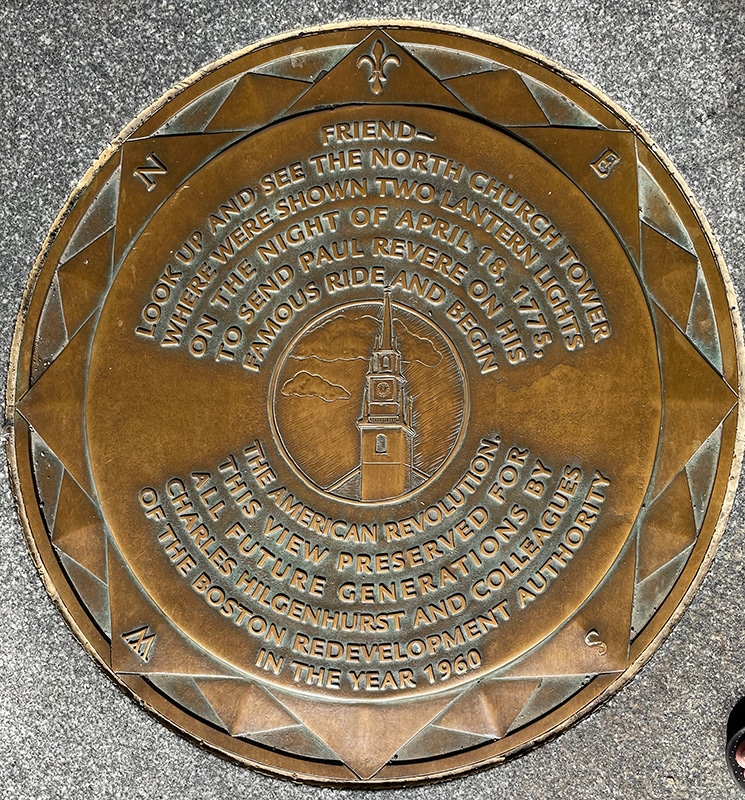 N
E
FRIEND—
LOOK UP AND SEE THE NORTH CHURCH TOWER
WHERE WERE SHOWN TWO LANTERN LIGHTS
ON THE NIGHT OF APRIL 18, 1775,
TO SEND PAUL REVERE ON HIS
FAMOUS RIDE AND BEGIN
THE AMERICAN REVOLUTION.
THIS VIEW PRESERVED FOR
ALL FUTURE GENERATIONS BY
CHARLES HILGENHURST AND COLLEAGUES
OF THE BOSTON REDEVELOPMENT AUTHORITY
IN THE YEAR 1960
W
S